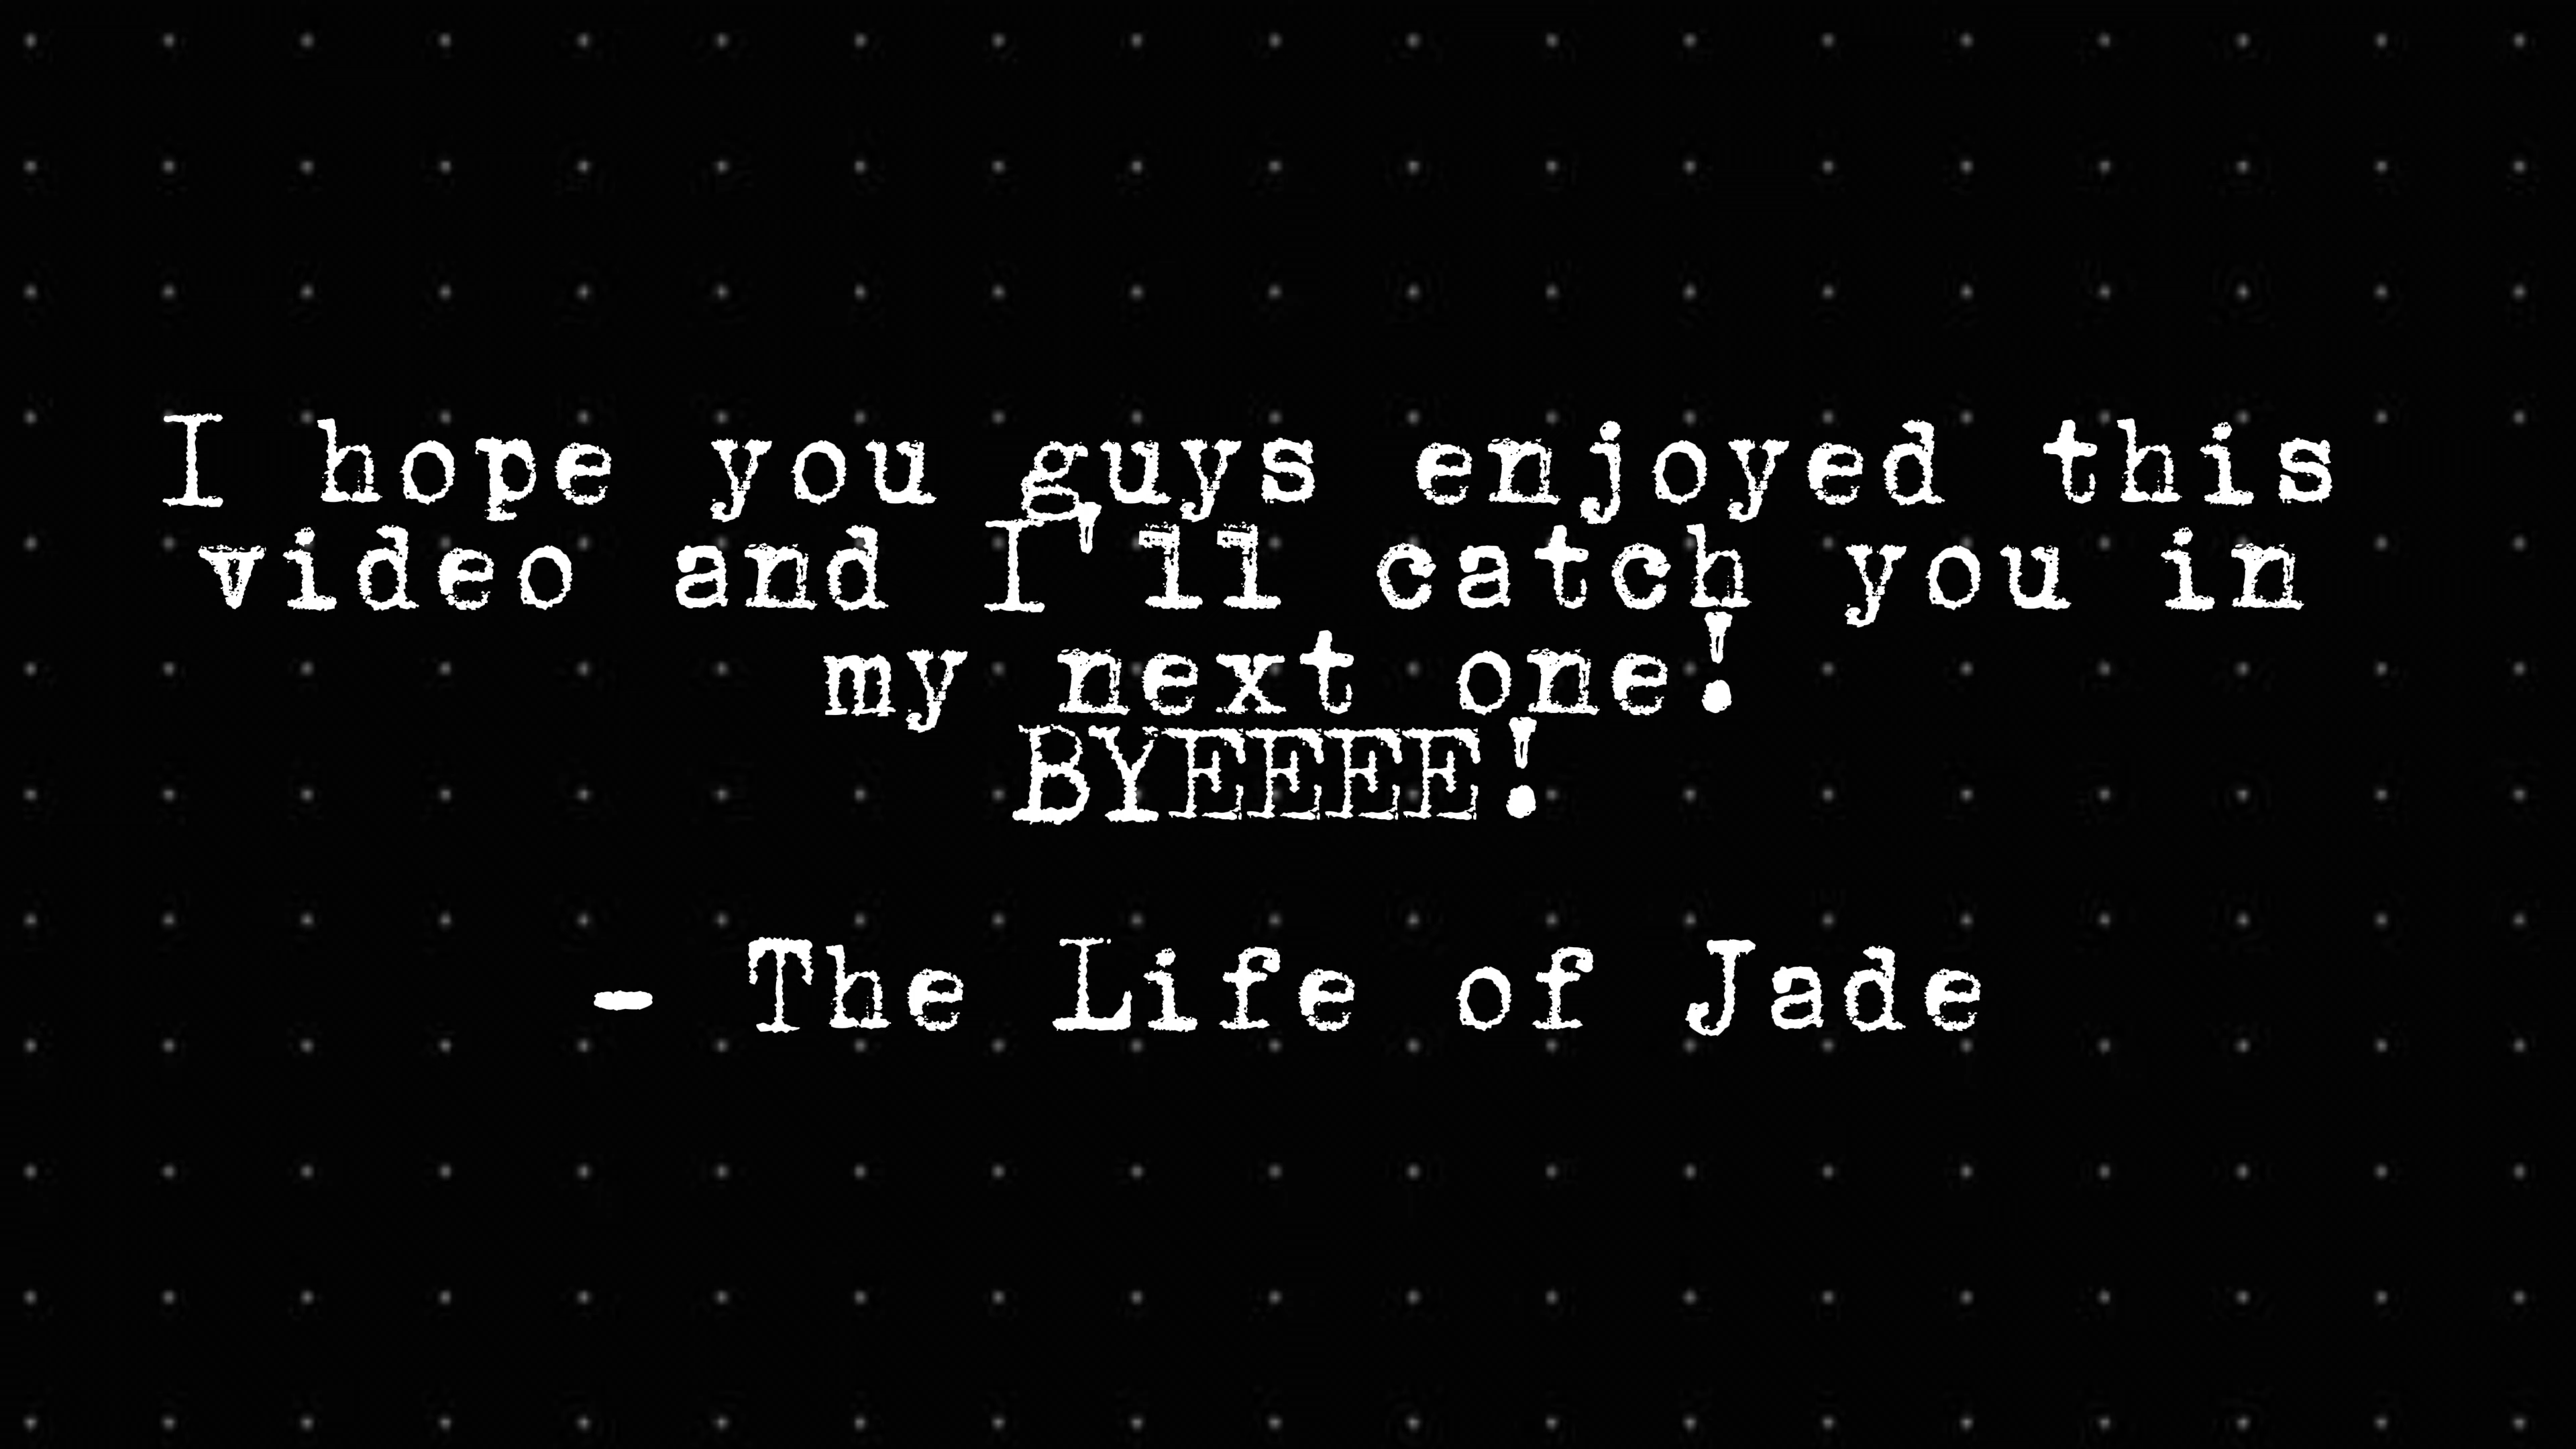 I hope you guys enjoyed this
video and I'll catch you in
my next one!
BYEEEE!
- The Life of Jade